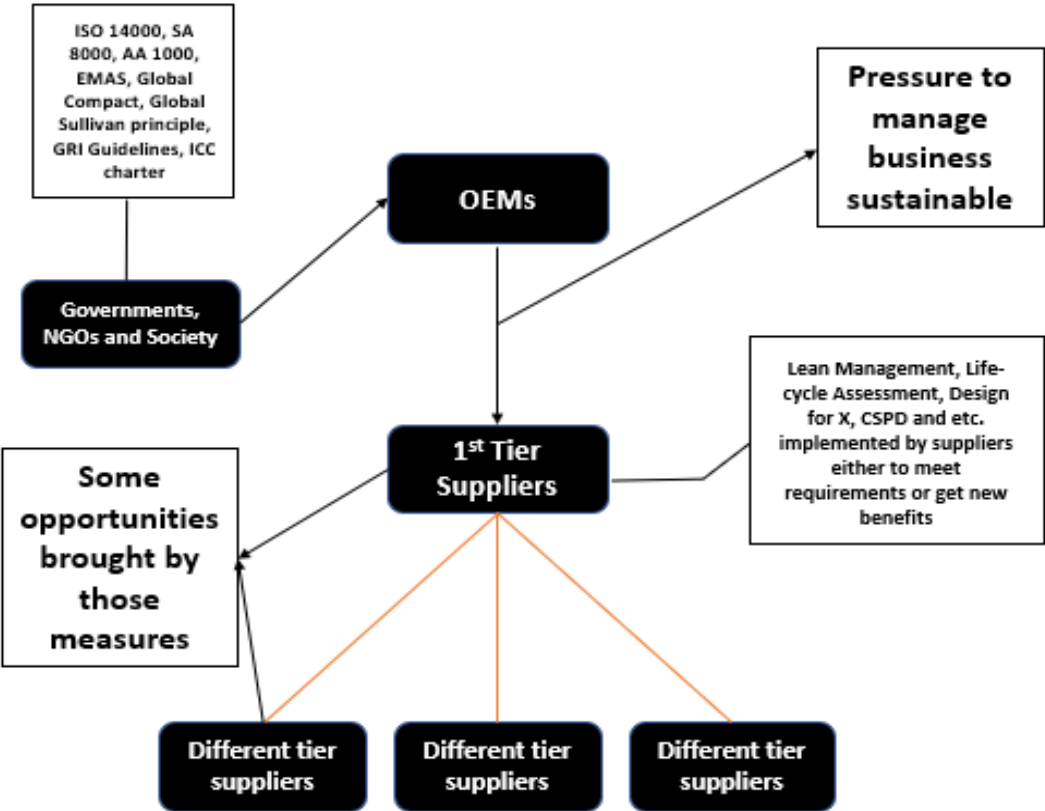 ISO 14000, SA
8000, AA 1000,
EMAS, Global
Compact, Global
Sullivan principle,
GRI Guidelines, ICC
charter
Pressure to
manage
business
sustainable
OEMs
Governments,
NGOs and Society
Lean Management, Life-
cycle Assessment, Design
for X, CSPD and etc.
implemented by suppliers
either to meet
requirements or get new
benefits
1st Tier
Suppliers
Some
opportunities
brought by
those
measures
Different tier
suppliers
Different tier
suppliers
Different tier
suppliers